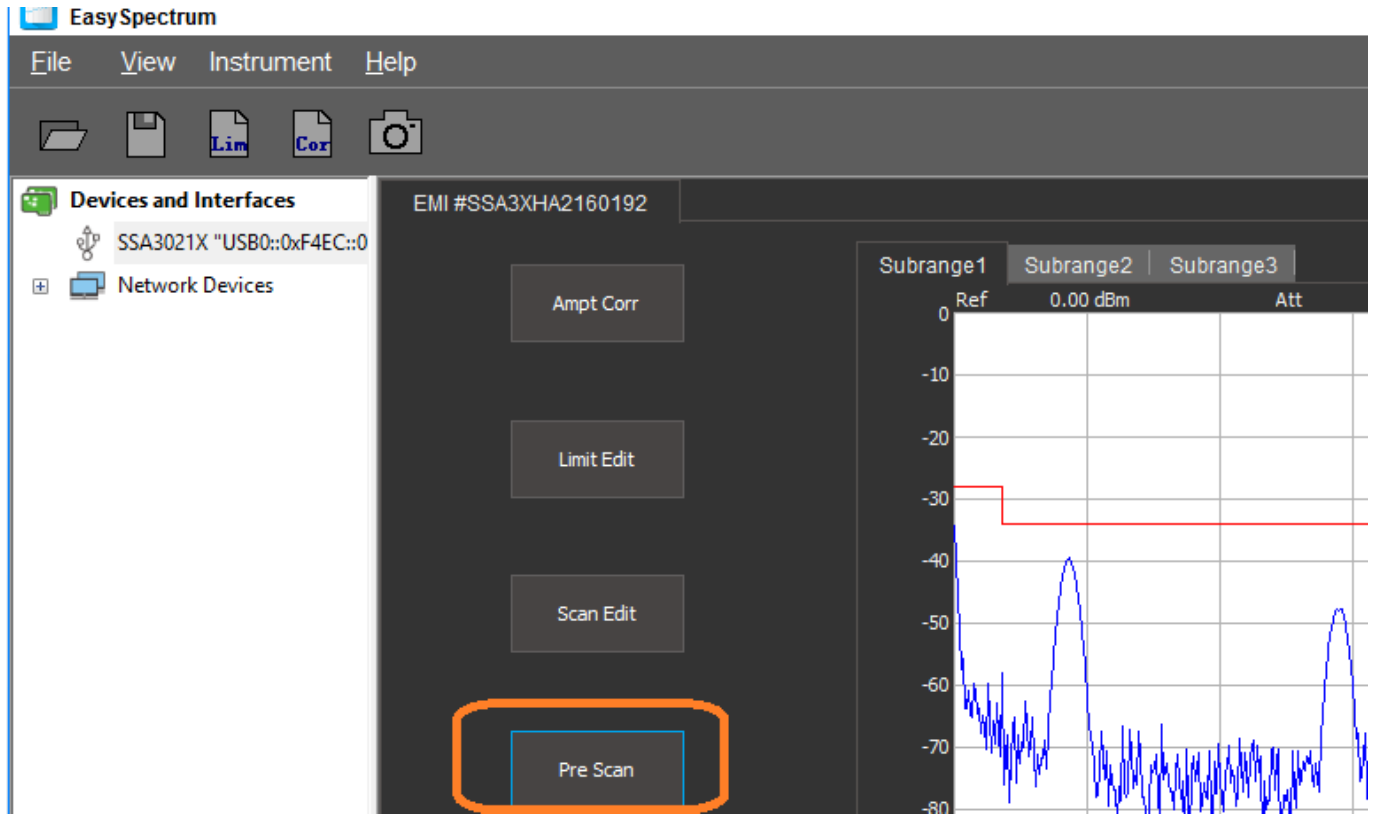 EasySpectrum
File View Instrument Help
Lim Cor
Devices and Interfaces
SSA3021X "USB0::0xF4EC::0
Network Devices
EMI #SSA3XHA2160192
Ampt Corr
Limit Edit
Scan Edit
Pre Scan
Subrange1 Subrange2 Subrange3
Ref 0.00 dBm Att
0
-10
-20
-30
-40
-50
-60
-70
-80